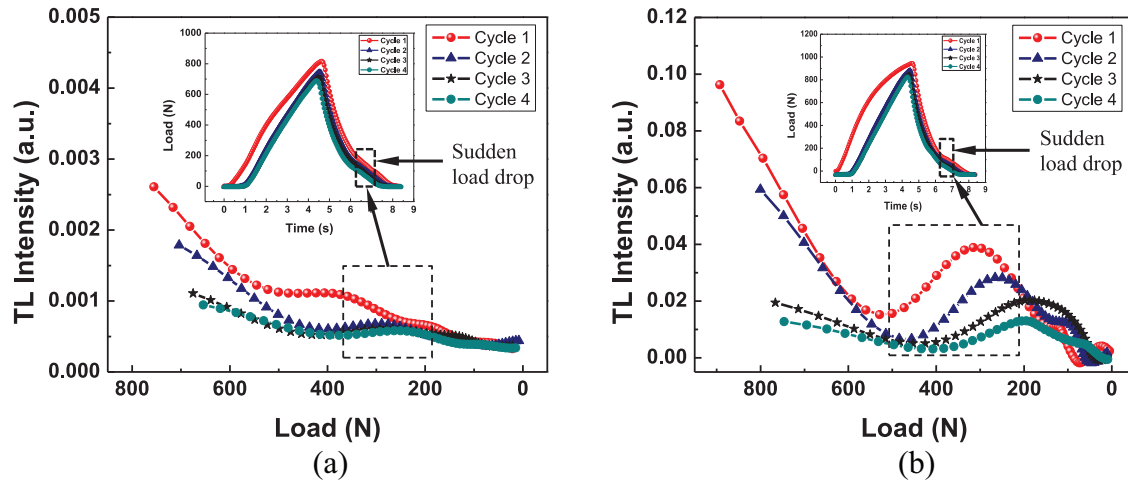 (a)
TL Intensity (a.u.)
0.005
0.004
0.003
0.002
0.001
0.000
800 600 400 200 0
Load (N)
Cycle 1
Cycle 2
Cycle 3
Cycle 4
Load (N)
1000
800
600
400
200
0
0 1 2 3 4 5 6 7 8 9
Time (s)
Cycle 1
Cycle 2
Cycle 3
Cycle 4
Sudden
load drop
(b)
TL Intensity (a.u.)
0.12
0.10
0.08
0.06
0.04
0.02
0.00
800 600 400 200 0
Load (N)
Cycle 1
Cycle 2
Cycle 3
Cycle 4
Load (N)
1200
1000
800
600
400
200
0
0 1 2 3 4 5 6 7 8 9
Time (s)
Cycle 1
Cycle 2
Cycle 3
Cycle 4
Sudden
load drop